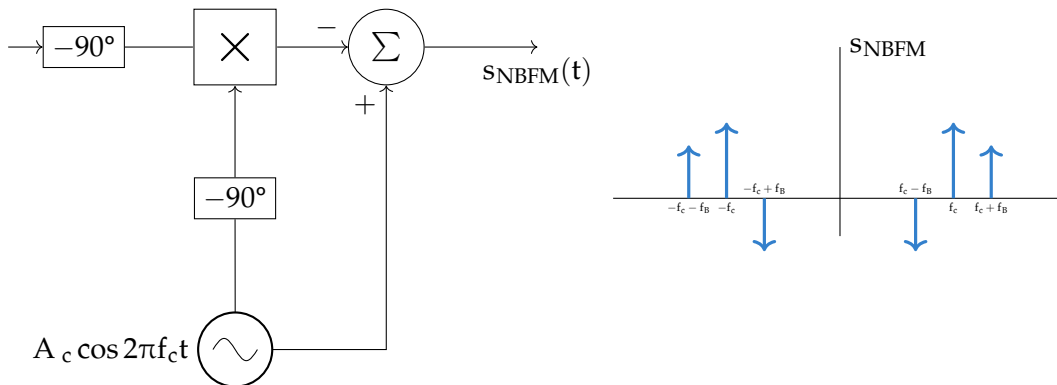 −90°
×
−
Σ
s_NBFM(t)
+
−90°
A_c cos 2πf_ct
s_NBFM
−f_c − f_B
−f_c
−f_c + f_B
f_c − f_B
f_c
f_c + f_B